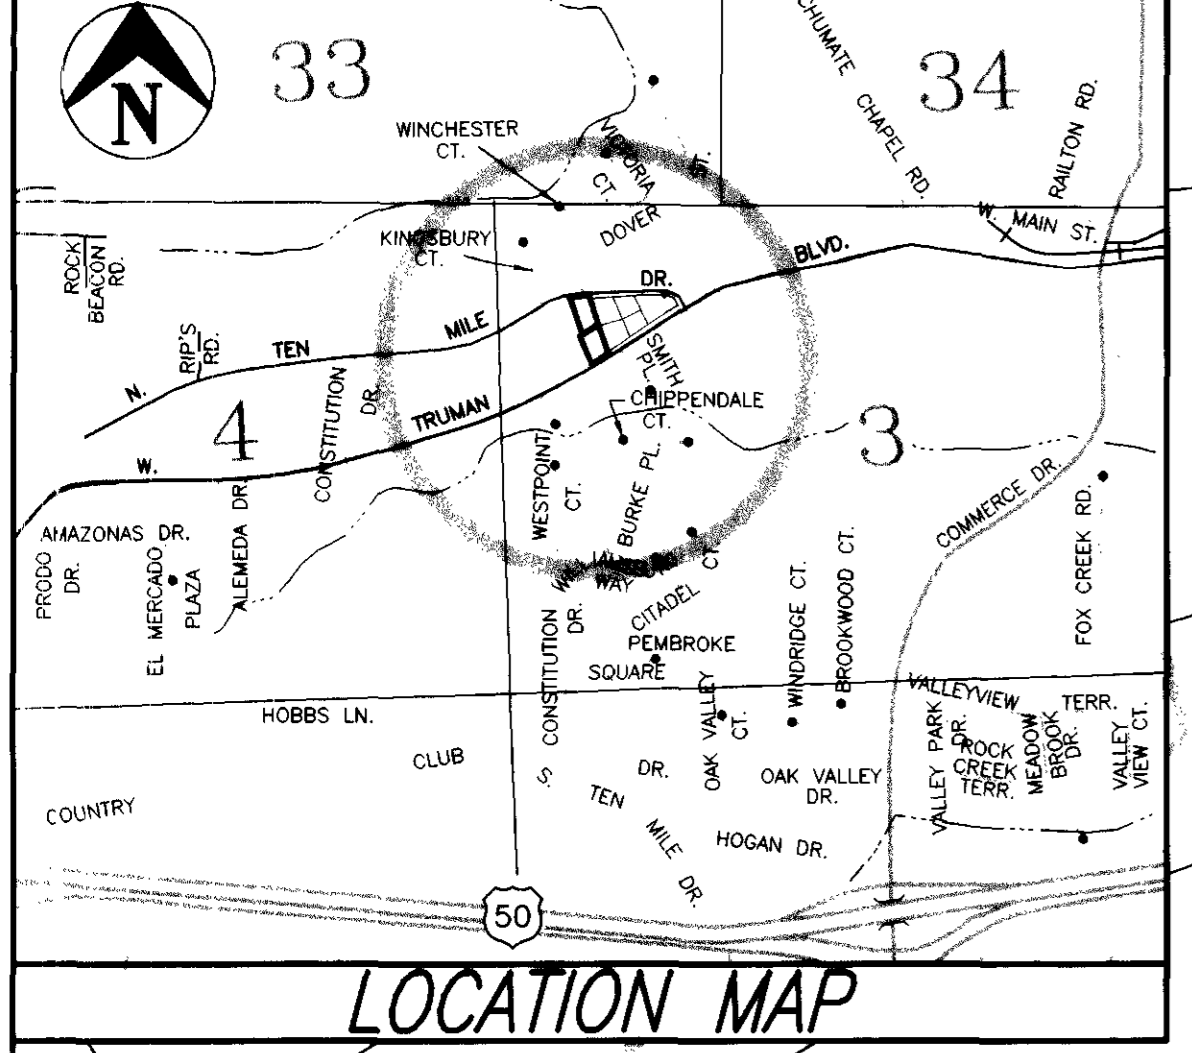 33
34
N
WINCHESTER
CT.
VICTORIA
CT.
CHUMATE CHAPEL RD.
RAILTON RD.
ST.
DOVER
W. MAIN ST.
KINGSBURY
CT.
BLVD.
DR.
ROCK
BEACON
RD.
RIP'S
RD.
N. TEN MILE
SMITH
PL.
CONSTITUTION
DR.
CHIPPENDALE
CT.
W. TRUMAN
4
3
WESTPOINT
CT.
BURKE PL.
COMMERCE DR.
FOX CREEK RD.
AMAZONAS DR.
PRODO
DR.
EL MERCADO
PLAZA
ALEMEDA DR.
WAY
CITADEL
CT.
WINDRIDGE CT.
BROOKWOOD CT.
PEMBROKE
SQUARE
CONSTITUTION
DR.
HOBBS LN.
OAK VALLEY
CT.
VALLEYVIEW TERR.
VALLEY PARK
DR.
ROCK
CREEK
TERR.
MEADOW
BROOK
DR.
VALLEY
VIEW CT.
COUNTRY CLUB DR.
OAK VALLEY
DR.
S. TEN MILE DR.
HOGAN DR.
50
LOCATION MAP